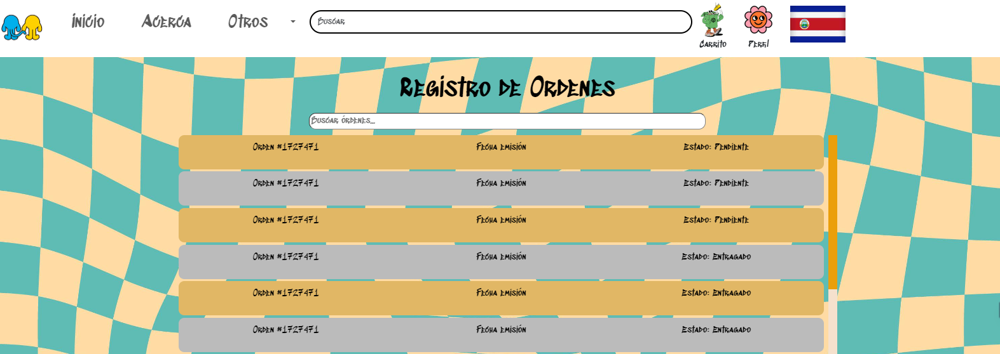 Inicio Acerca Otros Buscar
Carrito Perfil
Registro de Ordenes
Buscar órdenes...
Orden #1727471 Fecha emisión Estado: Pendiente
Orden #1727471 Fecha emisión Estado: Pendiente
Orden #1727471 Fecha emisión Estado: Pendiente
Orden #1727471 Fecha emisión Estado: Entragado
Orden #1727471 Fecha emisión Estado: Entragado
Orden #1727471 Fecha emisión Estado: Entragado